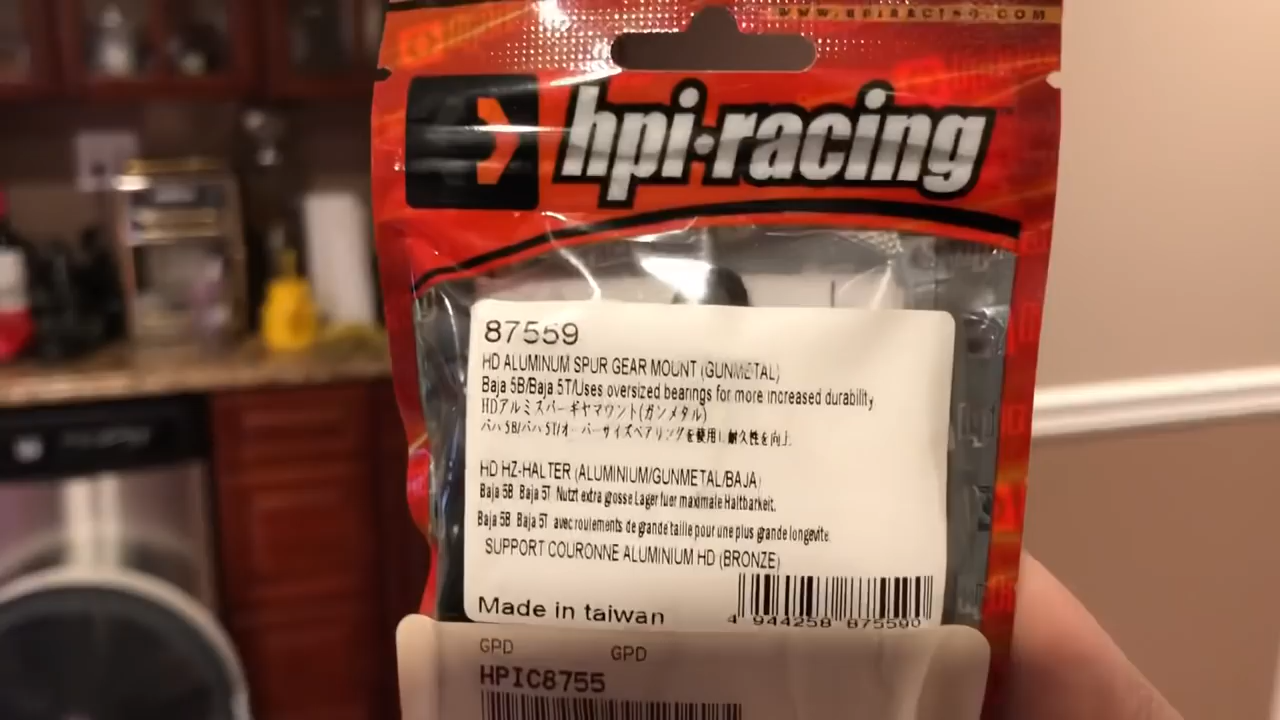 WWW.HPIRACING.COM
hpi·racing
87559
HD ALUMINUM SPUR GEAR MOUNT (GUNMETAL)
Baja 5B/Baja 5T/Uses oversized bearings for more increased durability.
HDアルミスパーギヤマウント(ガンメタル)
バハ 5B/バハ 5T/オーバーサイズベアリングを使用し耐久性を向上
HD HZ-HALTER (ALUMINIUM/GUNMETAL/BAJA)
Baja 5B Baja 5T Nutzt extra grosse Lager fuer maximale Haltbarkeit.
Baja 5B Baja 5T avec roulements de grande taille pour une plus grande longevite.
SUPPORT COURONNE ALUMINIUM HD (BRONZE)
Made in taiwan
4 944258 875590
GPD GPD
HPIC8755